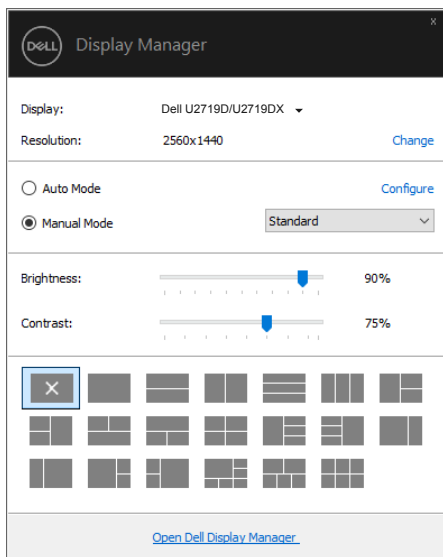 x
DELL Display Manager
Display: Dell U2719D/U2719DX
Resolution: 2560x1440 Change
Auto Mode Configure
Manual Mode Standard
Brightness: 90%
Contrast: 75%
Open Dell Display Manager